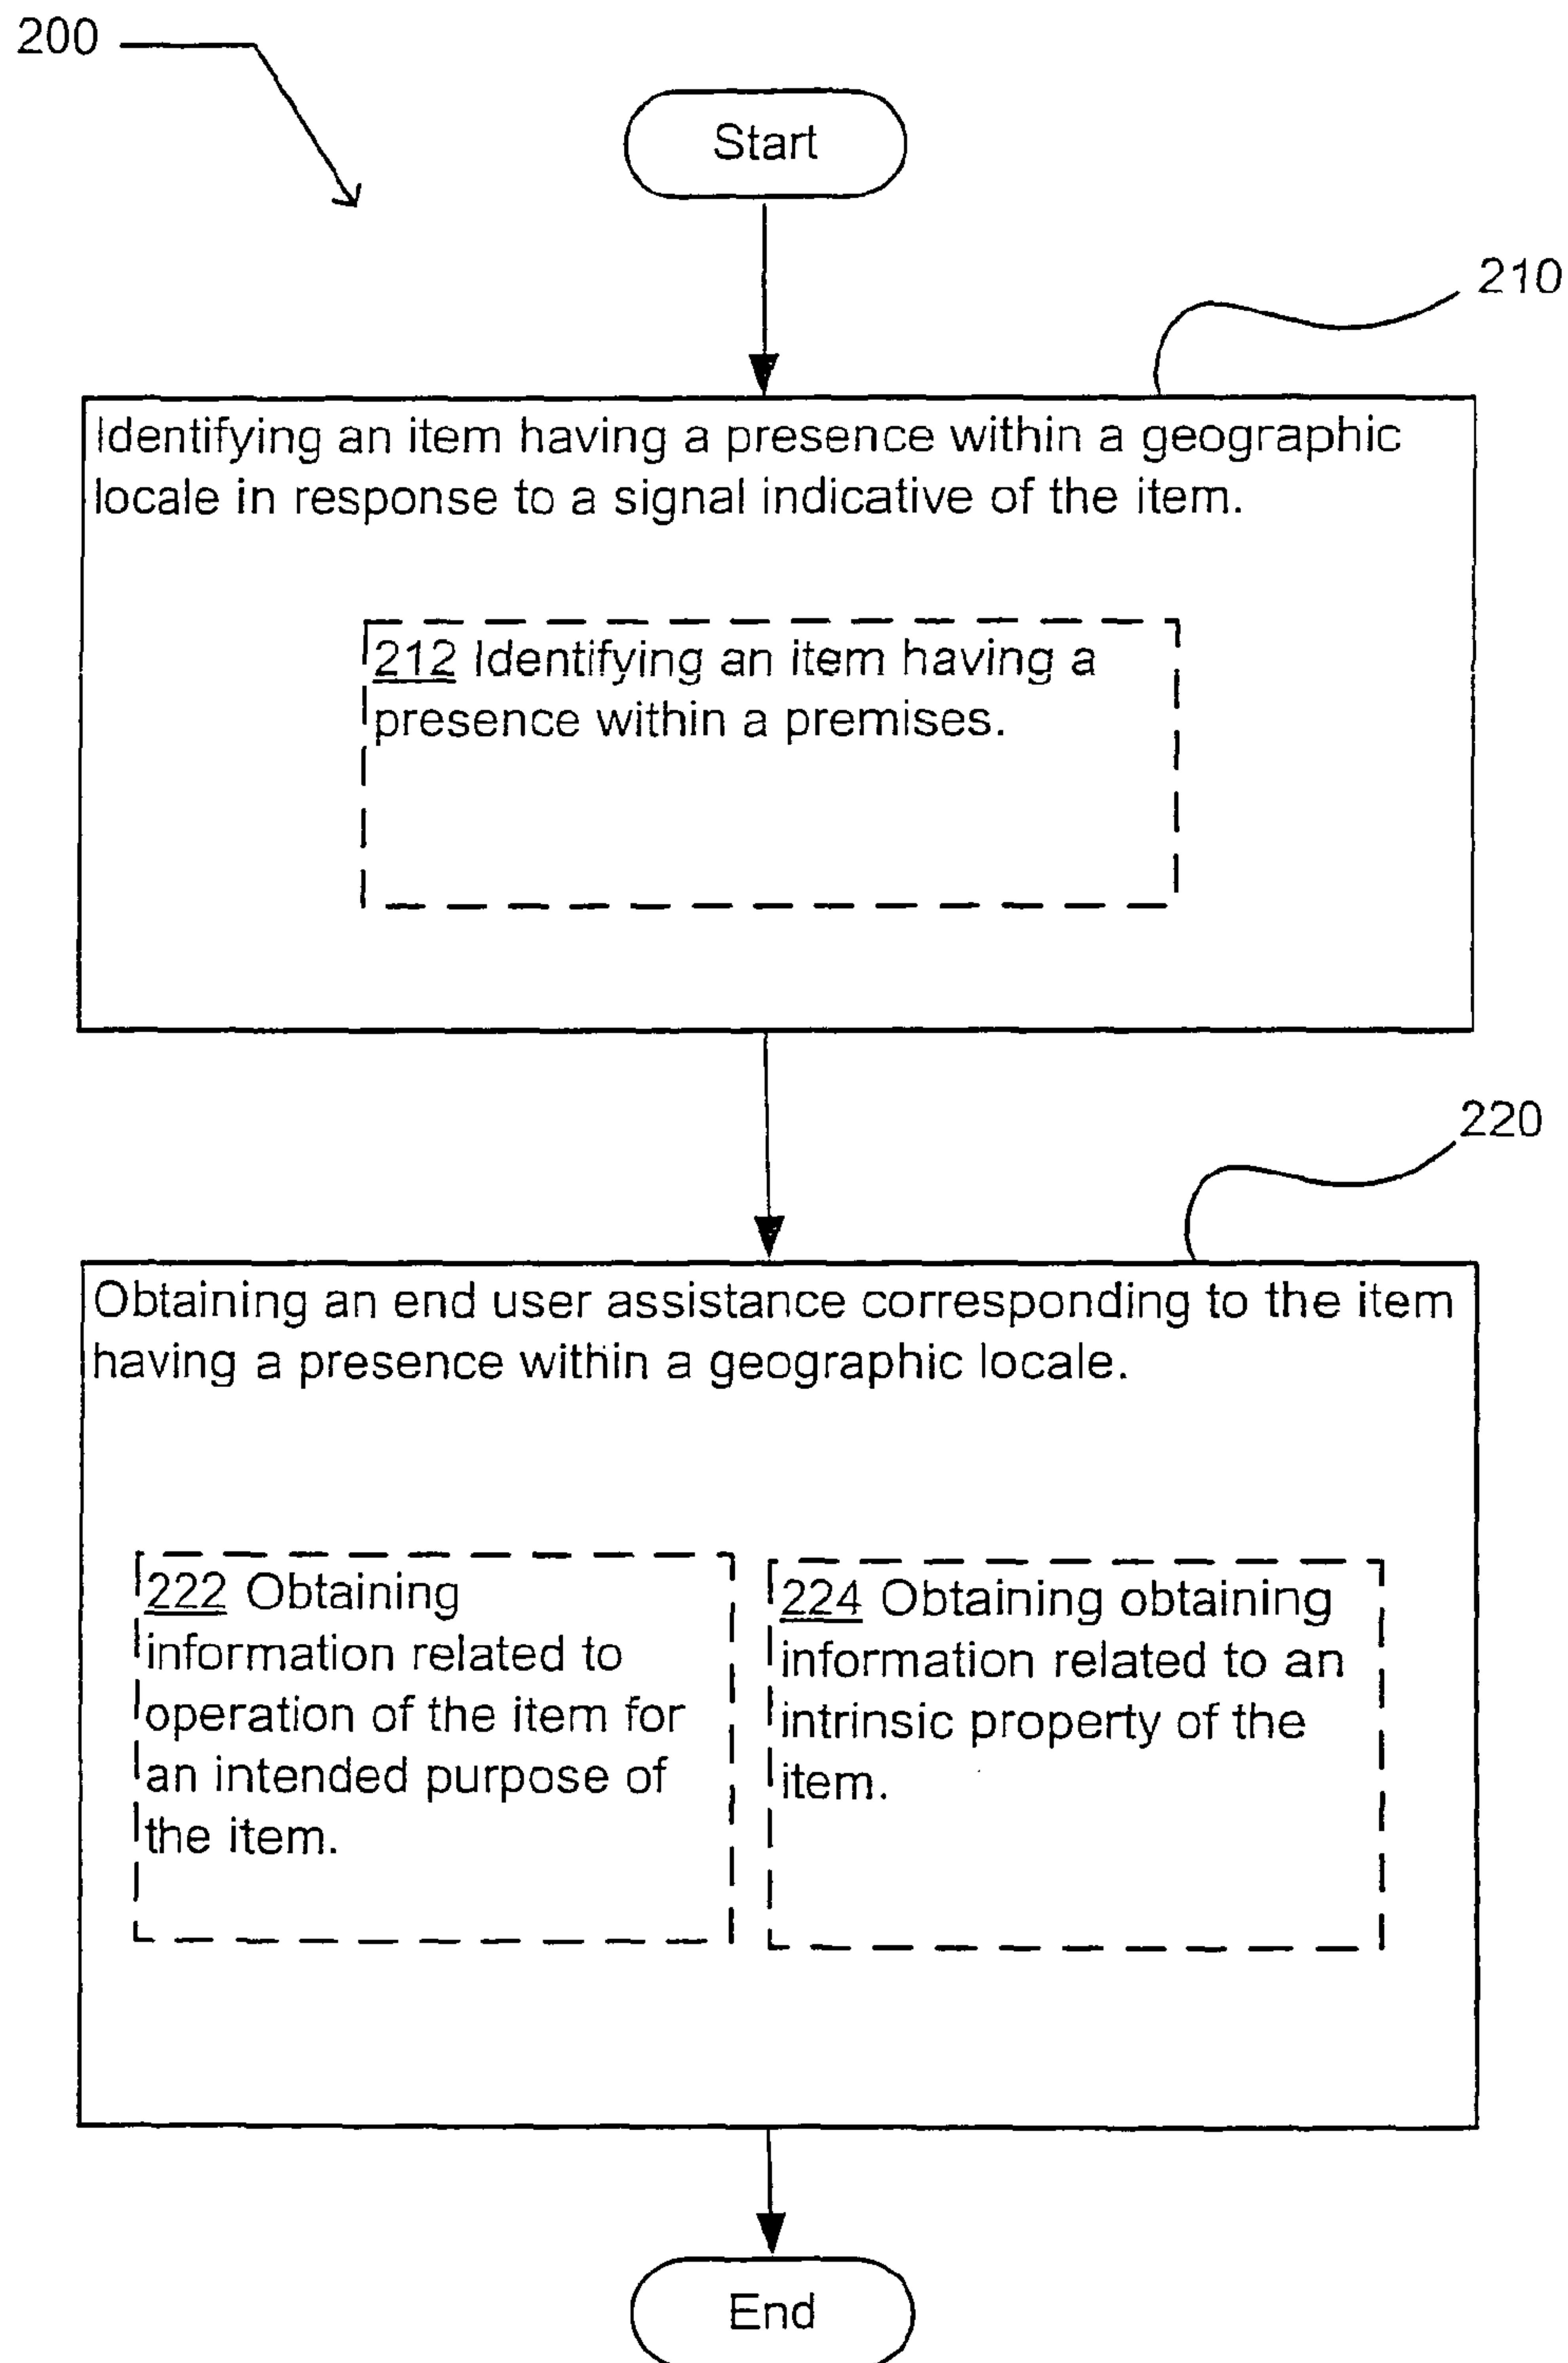 200
Start
210
Identifying an item having a presence within a geographic
locale in response to a signal indicative of the item.
212 Identifying an item having a
presence within a premises.
220
Obtaining an end user assistance corresponding to the item
having a presence within a geographic locale.
222 Obtaining
information related to
operation of the item for
an intended purpose of
the item.
224 Obtaining obtaining
information related to an
intrinsic property of the
item.
End